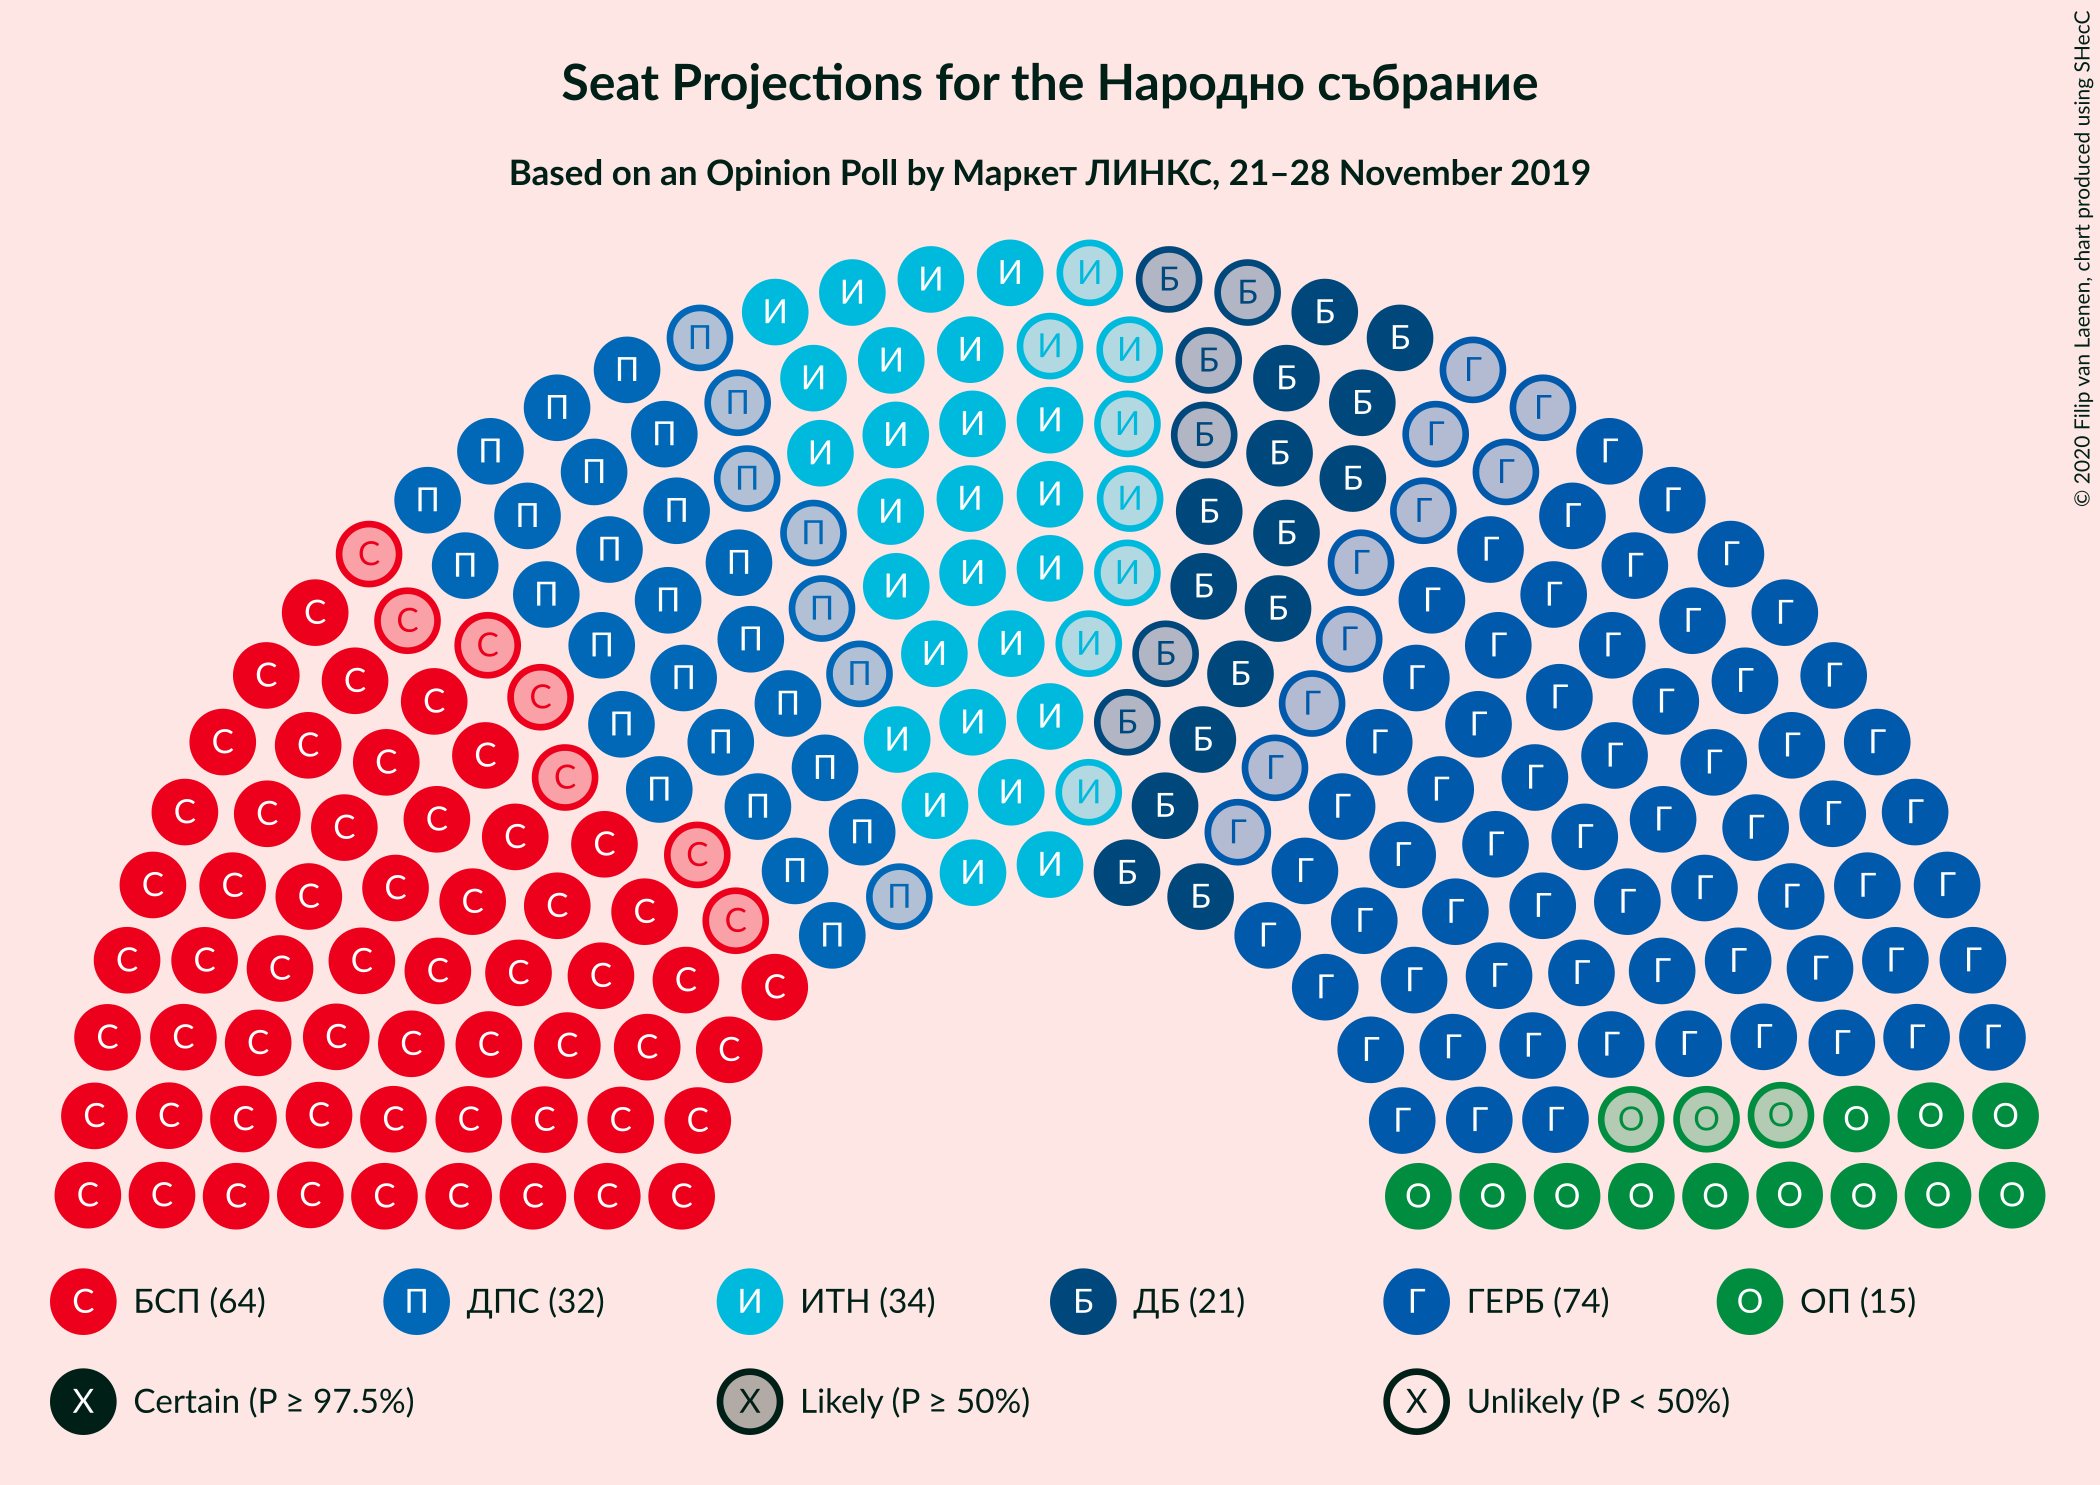 Seat Projections for the Народно събрание
Based on an Opinion Poll by Маркет ЛИНКС, 21–28 November 2019
© 2020 Filip van Laenen, chart produced using SHecC
И И И И И Б Б Б Б
С БСП (64) П ДПС (32) И ИТН (34) Б ДБ (21) Г ГЕРБ (74) О ОП (15)
X Certain (P ≥ 97.5%) X Likely (P ≥ 50%) X Unlikely (P < 50%)